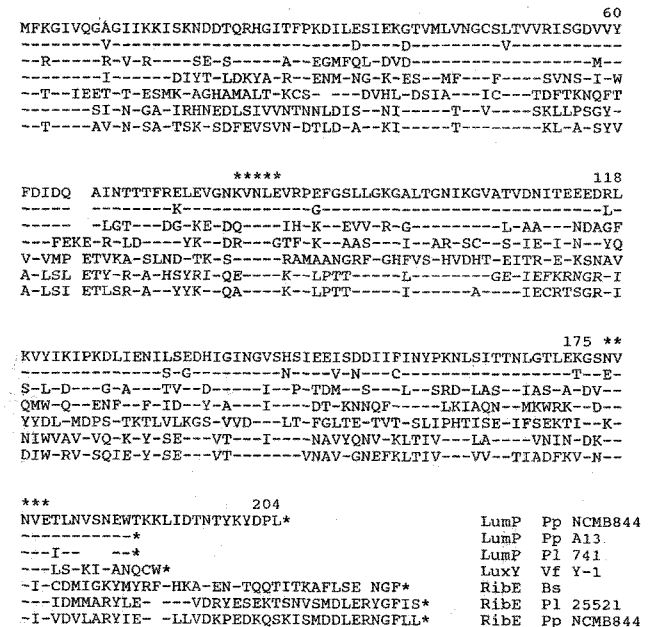 60
MFKGIVQGAGIIKKISKNDDTQRHGITFPKDILESIEKGTVMLVNGCSLTVVRISGDVVY
--------V------------------------D----G---------V-----------
--R-----R-V-R-----SE-S-----A--EGMFQL-DVD-------------------M--
---------I-----DIYT-LDKYA-R--ENM-NG-K-ES--MF---F----SVNS-I-W
--T---IEET-T-ESMK-AGHAMALT-KCS- ---DVHL-DSIA---IC---TDFTKNQFT
-------SI-N-GA-IRHNEDLSIVVNTNNLDIS--NI-----T--V----SKLLPSGY-
--T----AV-N-SA-TSK-SDFEVSVN-DTLD-A--KI-----T-------KL-A-SYV
***** 118
FDIDQ AINTTTFRELEVGNKVNLEVRPEFGSLLGKGALTGNIKGVATVDNITEEEDRL
----- --------K-------------G---------------------------L-
----- -LGT---DG-KE-DQ----IH-K--EVV-R-G---------L-AA---NDAGF
---FEKE-R-LD----YK--DR---GTF-K--AAS---I--AR-SC--S-IE-I-N--YQ
V-VMP ETVKA-SLND-TK-S-----RAMAANGRF-GHFVS-HVDHT-EITR-E-KSNAV
A-LSL ETY-R-AHSYRI-QE----K--LPTT-----L---------GE-IEFKRNGR-I
A-LSI ETLSR-A--YYK--QA----K--LPTT-----I-------A---IECRTSGR-I
175 **
KVYIKIPKDLIENILSEDHIGINGVSHSIEEISDDIIFINYPKNLSITTNLGTLEKGSNV
---------------S-G--------N----V-N---C----------------T--E-
S-L-D---G-A---TV--D-----I--P-TDM--S---L--SRD-LAS--IAS-A-DV--
QMW-Q--ENF--F-ID--Y-A---I----DT-KNNQF-----LKIAQN--MKWRK--D--
YYDL-MDPS-TKTLVLKGS-VVD--LT-FGLTE-TVT-SLIPHTISE-IFSEKTI--K-
NIWVAV-VQ-K-Y-SE---VT---I----NAVYQNV-KLTIV---LA----VNIN-DK--
DIW-RV-SQIE-Y-SE---VT--------VNAV-GNEFKLTIV---VV--TIADFKV-N--
*** 204
NVETLNVSNEWTKKLIDTNTYKYDPL* LumP Pp NCMB844
-----------* LumP Pp A13
---I-- --* LumP Pl 741
---LS-KI-ANQCW* LuxY Vf Y-1
-I-CDMIGKYMYRF-HKA-EN-TQQTITKAFLSE NGF* RibE Bs
---IDMMARYLE- ---VDRYESEKTSNVSMDLERYGFIS* RibE Pl 25521
-I-VDVLARYIE- -LLVDKPEDKQSKISMDDLERNGFLL* RibE Pp NCMB844